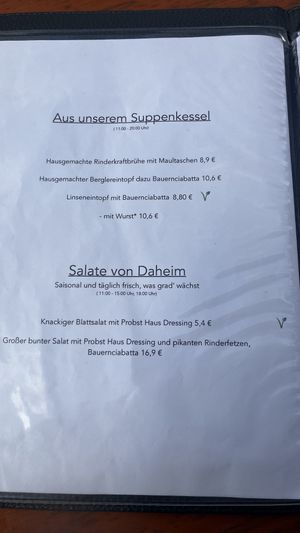 Aus unserem Suppenkessel
( 11:00 - 20:00 Uhr)
Hausgemachte Rinderkraftbrühe mit Maultaschen 8,9 €
Hausgemachter Berglereintopf dazu Bauernciabatta 10,6 €
Linseneintopf mit Bauernciabatta 8,80 €
- mit Wurst* 10,6 €
Salate von Daheim
Saisonal und täglich frisch, was grad' wächst
( 11:00 - 15:00 Uhr, 18:00 Uhr)
Knackiger Blattsalat mit Probst Haus Dressing 5,4 €
Großer bunter Salat mit Probst Haus Dressing und pikanten Rinderfetzen,
Bauernciabatta 16,9 €